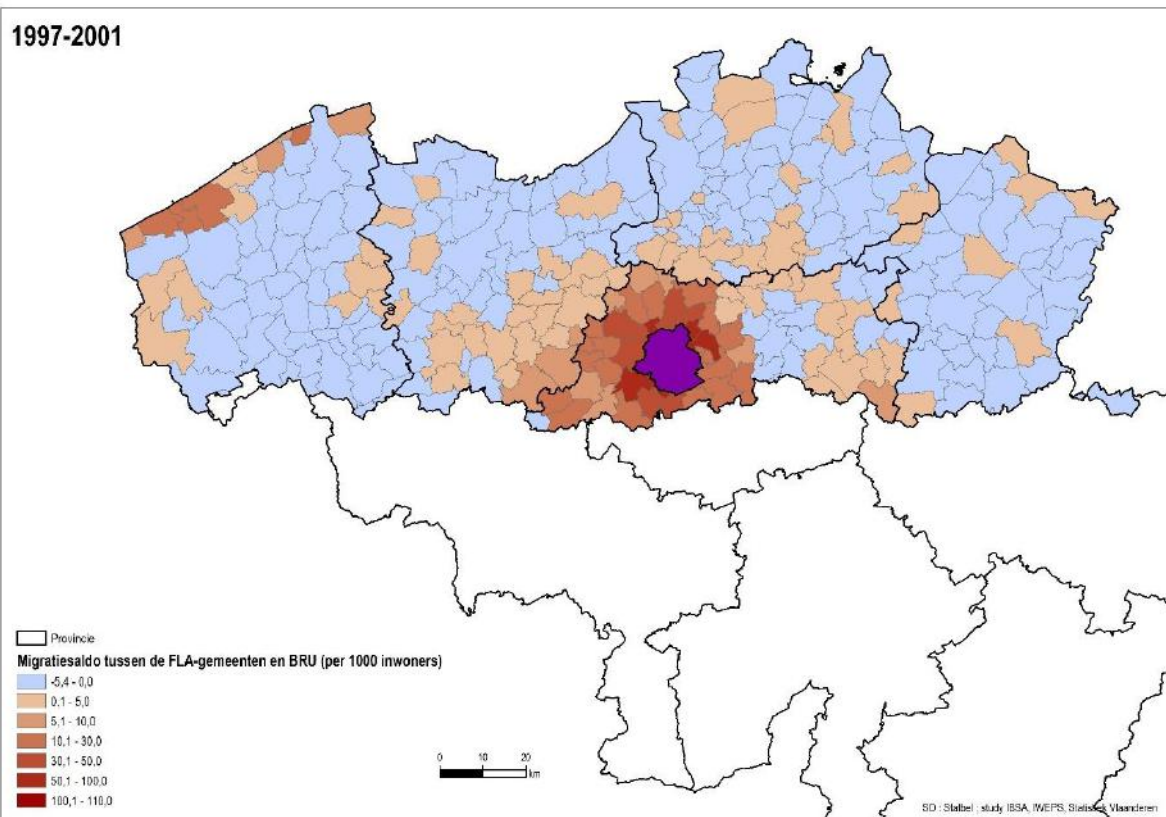 1997-2001
Provincie
Migratiesaldo tussen de FLA-gemeenten en BRU (per 1000 inwoners)
-5,4 - 0,0
0,1 - 5,0
5,1 - 10,0
10,1 - 30,0
30,1 - 50,0
50,1 - 100,0
100,1 - 110,0
0 10 20
km
SD : Statbel ; study IBSA, IWEPS, Statistiek Vlaanderen